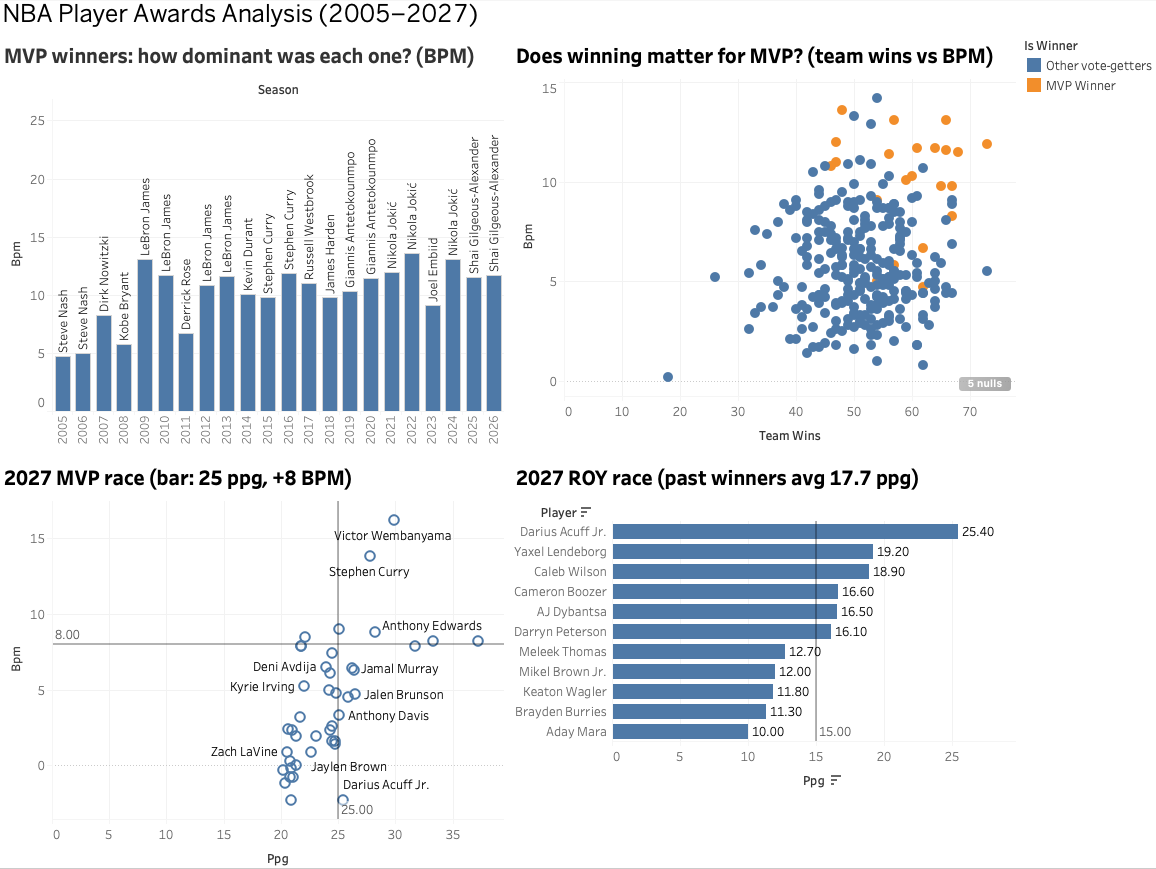 NBA Player Awards Analysis (2005–2027)
MVP winners: how dominant was each one? (BPM)
Season
Bpm
25
20
15
10
5
0
Steve Nash
Steve Nash
Dirk Nowitzki
Kobe Bryant
LeBron James
LeBron James
Derrick Rose
LeBron James
LeBron James
Kevin Durant
Stephen Curry
Stephen Curry
Russell Westbrook
James Harden
Giannis Antetokounmpo
Giannis Antetokounmpo
Nikola Jokić
Nikola Jokić
Joel Embiid
Nikola Jokić
Shai Gilgeous-Alexander
Shai Gilgeous-Alexander
2005
2006
2007
2008
2009
2010
2011
2012
2013
2014
2015
2016
2017
2018
2019
2020
2021
2022
2023
2024
2025
2026
Does winning matter for MVP? (team wins vs BPM)
Bpm
15
10
5
0
5 nulls
0 10 20 30 40 50 60 70
Team Wins
Is Winner
Other vote-getters
MVP Winner
2027 MVP race (bar: 25 ppg, +8 BPM)
Bpm
15
10
5
0
8.00
Victor Wembanyama
Stephen Curry
Anthony Edwards
Deni Avdija
Jamal Murray
Kyrie Irving
Jalen Brunson
Anthony Davis
Zach LaVine
Jaylen Brown
Darius Acuff Jr.
25.00
0 5 10 15 20 25 30 35
Ppg
2027 ROY race (past winners avg 17.7 ppg)
Player
Darius Acuff Jr. 25.40
Yaxel Lendeborg 19.20
Caleb Wilson 18.90
Cameron Boozer 16.60
AJ Dybantsa 16.50
Darryn Peterson 16.10
Meleek Thomas 12.70
Mikel Brown Jr. 12.00
Keaton Wagler 11.80
Brayden Burries 11.30
Aday Mara 10.00 15.00
0 5 10 15 20 25
Ppg